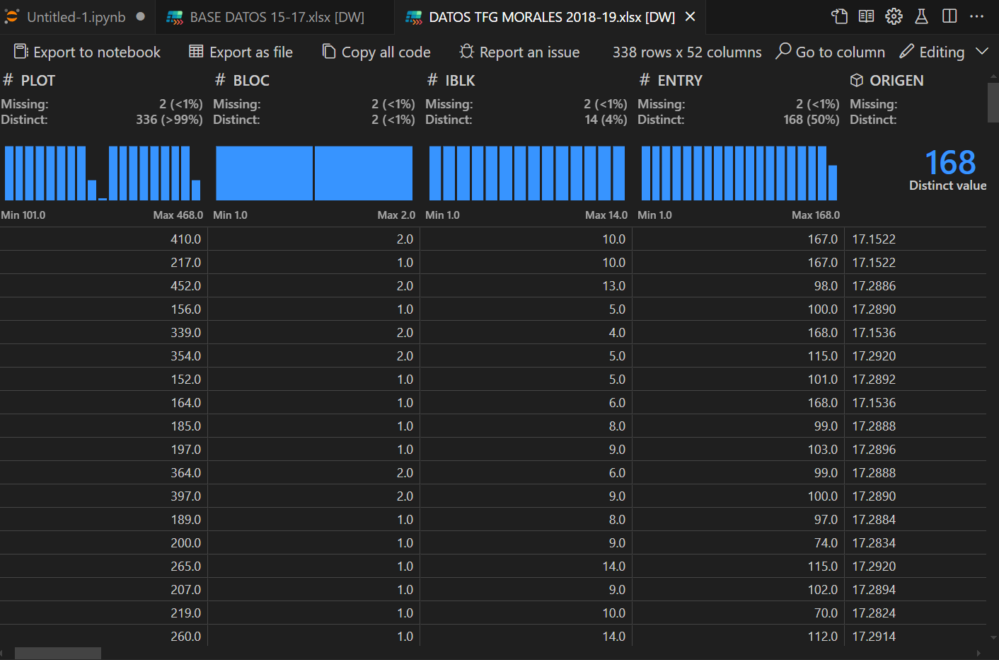 Untitled-1.ipynb BASE DATOS 15-17.xlsx [DW] DATOS TFG MORALES 2018-19.xlsx [DW]
Export to notebook Export as file Copy all code Report an issue 338 rows x 52 columns Go to column Editing
# PLOT # BLOC # IBLK # ENTRY ORIGEN
Missing: 2 (<1%) Missing: 2 (<1%) Missing: 2 (<1%) Missing: 2 (<1%) Missing:
Distinct: 336 (>99%) Distinct: 2 (<1%) Distinct: 14 (4%) Distinct: 168 (50%) Distinct:
168
Distinct value
Min 101.0 Max 468.0 Min 1.0 Max 2.0 Min 1.0 Max 14.0 Min 1.0 Max 168.0
410.0 2.0 10.0 167.0 17.1522
217.0 1.0 10.0 167.0 17.1522
452.0 2.0 13.0 98.0 17.2886
156.0 1.0 5.0 100.0 17.2890
339.0 2.0 4.0 168.0 17.1536
354.0 2.0 5.0 115.0 17.2920
152.0 1.0 5.0 101.0 17.2892
164.0 1.0 6.0 168.0 17.1536
185.0 1.0 8.0 99.0 17.2888
197.0 1.0 9.0 103.0 17.2896
364.0 2.0 6.0 99.0 17.2888
397.0 2.0 9.0 100.0 17.2890
189.0 1.0 8.0 97.0 17.2884
200.0 1.0 9.0 74.0 17.2834
265.0 1.0 14.0 115.0 17.2920
207.0 1.0 9.0 102.0 17.2894
219.0 1.0 10.0 70.0 17.2824
260.0 1.0 14.0 112.0 17.2914